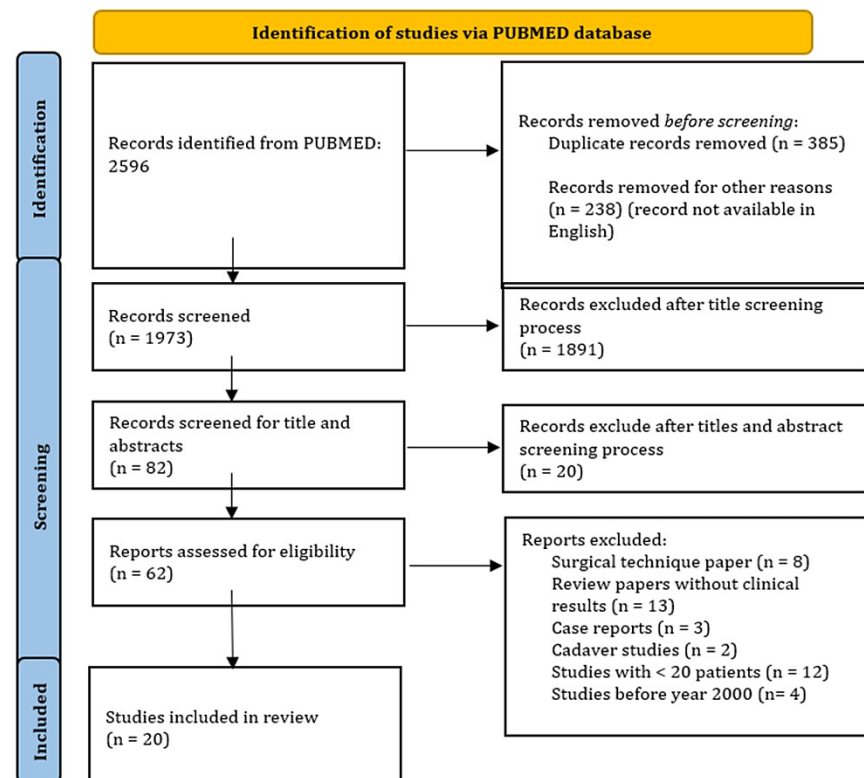 Identification of studies via PUBMED database
Identification
Records identified from PUBMED:
2596
Records removed before screening:
Duplicate records removed (n = 385)
Records removed for other reasons
(n = 238) (record not available in
English)
Screening
Records screened
(n = 1973)
Records excluded after title screening
process
(n = 1891)
Records screened for title and
abstracts
(n = 82)
Records exclude after titles and abstract
screening process
(n = 20)
Reports assessed for eligibility
(n = 62)
Reports excluded:
Surgical technique paper (n = 8)
Review papers without clinical
results (n = 13)
Case reports (n = 3)
Cadaver studies (n = 2)
Studies with < 20 patients (n = 12)
Studies before year 2000 (n= 4)
Included
Studies included in review
(n = 20)